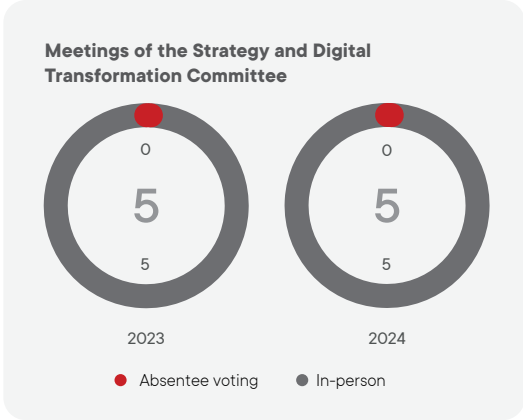 Meetings of the Strategy and Digital
Transformation Committee
0
0
5
5
5
5
2023
2024
Absentee voting
In-person